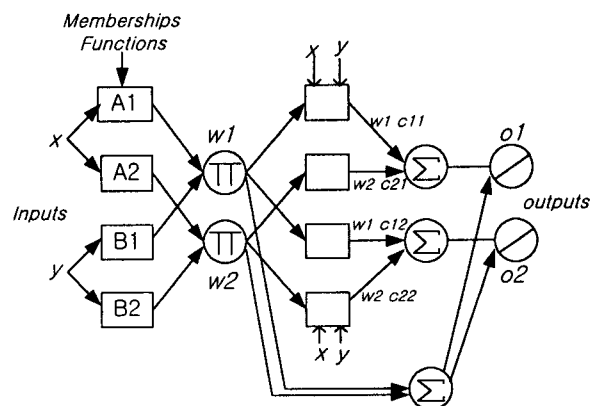 Memberships
Functions
A1
x
A2
Inputs
B1
y
B2
w1
∏
∏
w2
x y
w1 c11
w2 c21
w1 c12
w2 c22
x y
Σ
Σ
Σ
o1
outputs
o2